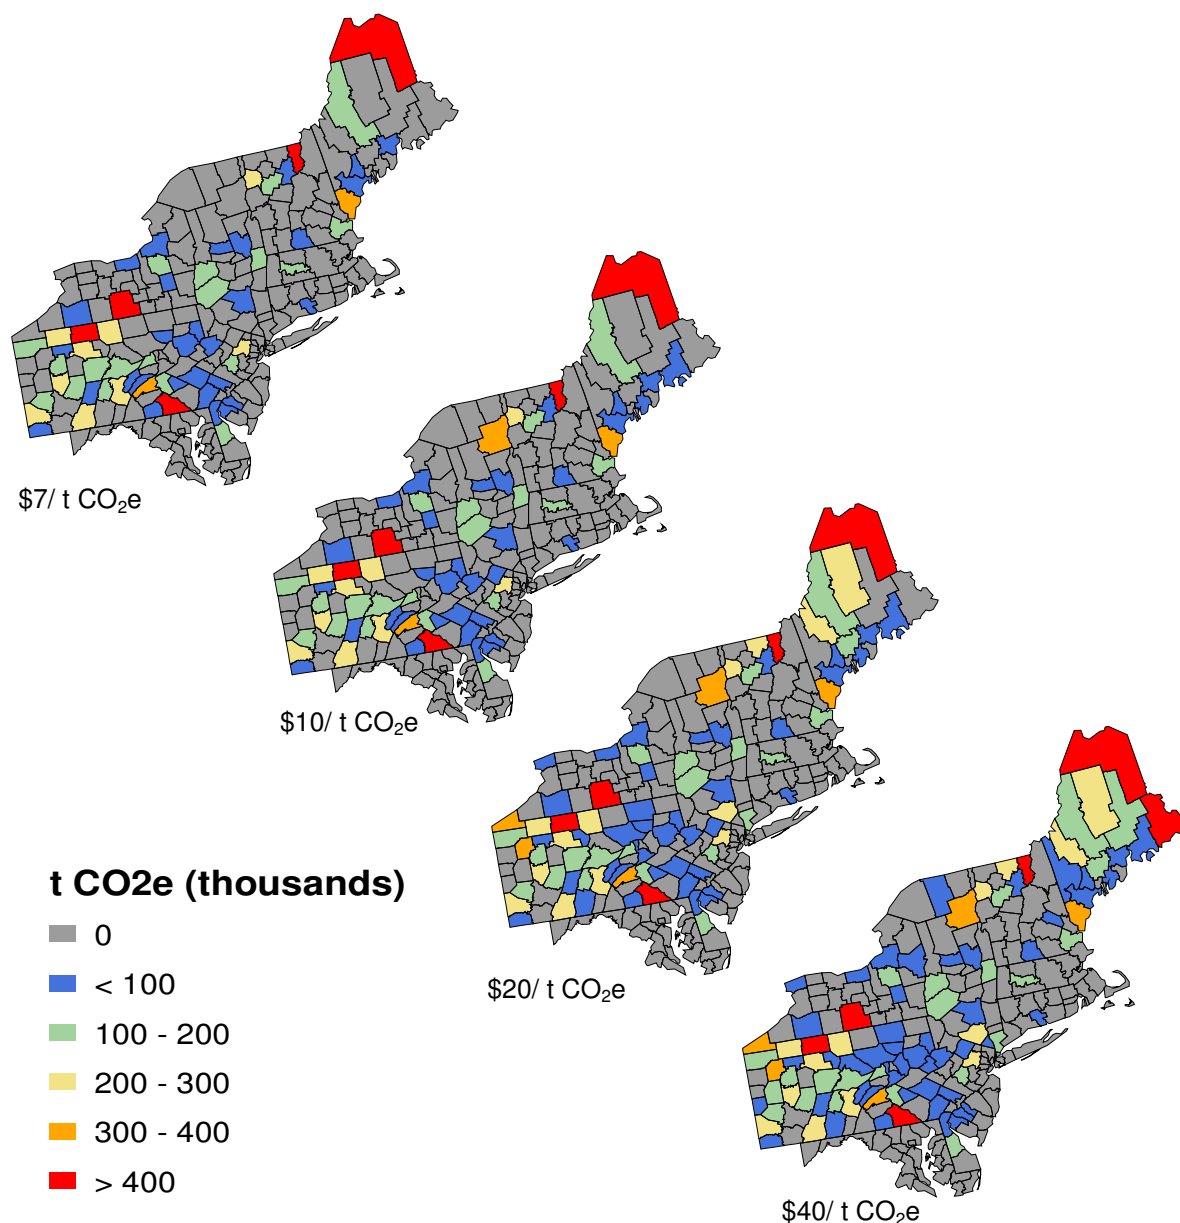 $7/ t CO₂e
$10/ t CO₂e
t CO2e (thousands)
0
< 100
100 - 200
200 - 300
300 - 400
> 400
$20/ t CO₂e
$40/ t CO₂e